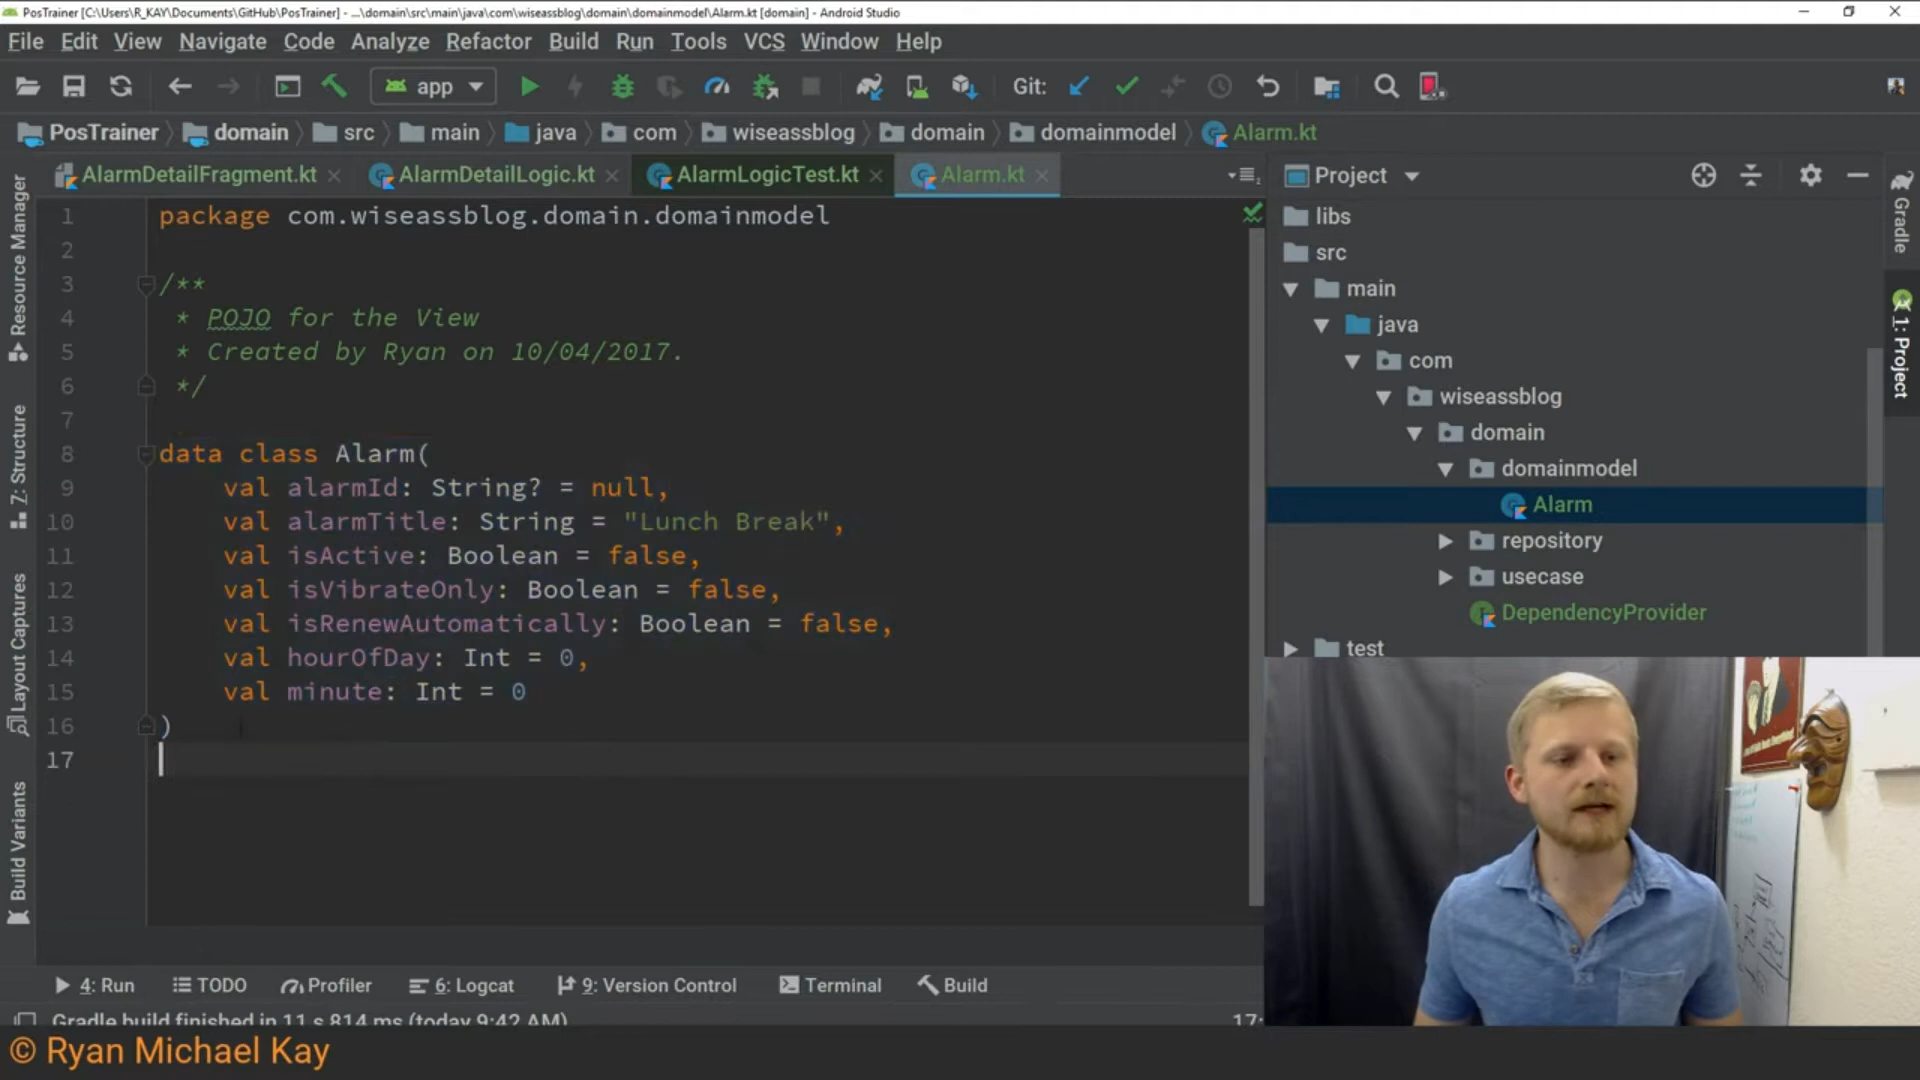 PosTrainer [C:\Users\R_KAY\Documents\GitHub\PosTrainer] - ...\domain\src\main\java\com\wiseassblog\domain\domainmodel\Alarm.kt [domain] - Android Studio
File Edit View Navigate Code Analyze Refactor Build Run Tools VCS Window Help
app Git:
PosTrainer domain src main java com wiseassblog domain domainmodel Alarm.kt
AlarmDetailFragment.kt AlarmDetailLogic.kt AlarmLogicTest.kt Alarm.kt
Resource Manager
Z: Structure
Layout Captures
Build Variants
1 package com.wiseassblog.domain.domainmodel
2
3 /**
4 * POJO for the View
5 * Created by Ryan on 10/04/2017.
6 */
7
8 data class Alarm(
9 val alarmId: String? = null,
10 val alarmTitle: String = "Lunch Break",
11 val isActive: Boolean = false,
12 val isVibrateOnly: Boolean = false,
13 val isRenewAutomatically: Boolean = false,
14 val hourOfDay: Int = 0,
15 val minute: Int = 0
16 )
17
Project
libs
src
main
java
com
wiseassblog
domain
domainmodel
Alarm
repository
usecase
DependencyProvider
test
Gradle
1: Project
4: Run TODO Profiler 6: Logcat 9: Version Control Terminal Build
Gradle build finished in 11 s 814 ms (today 9:42 AM)
17:
© Ryan Michael Kay